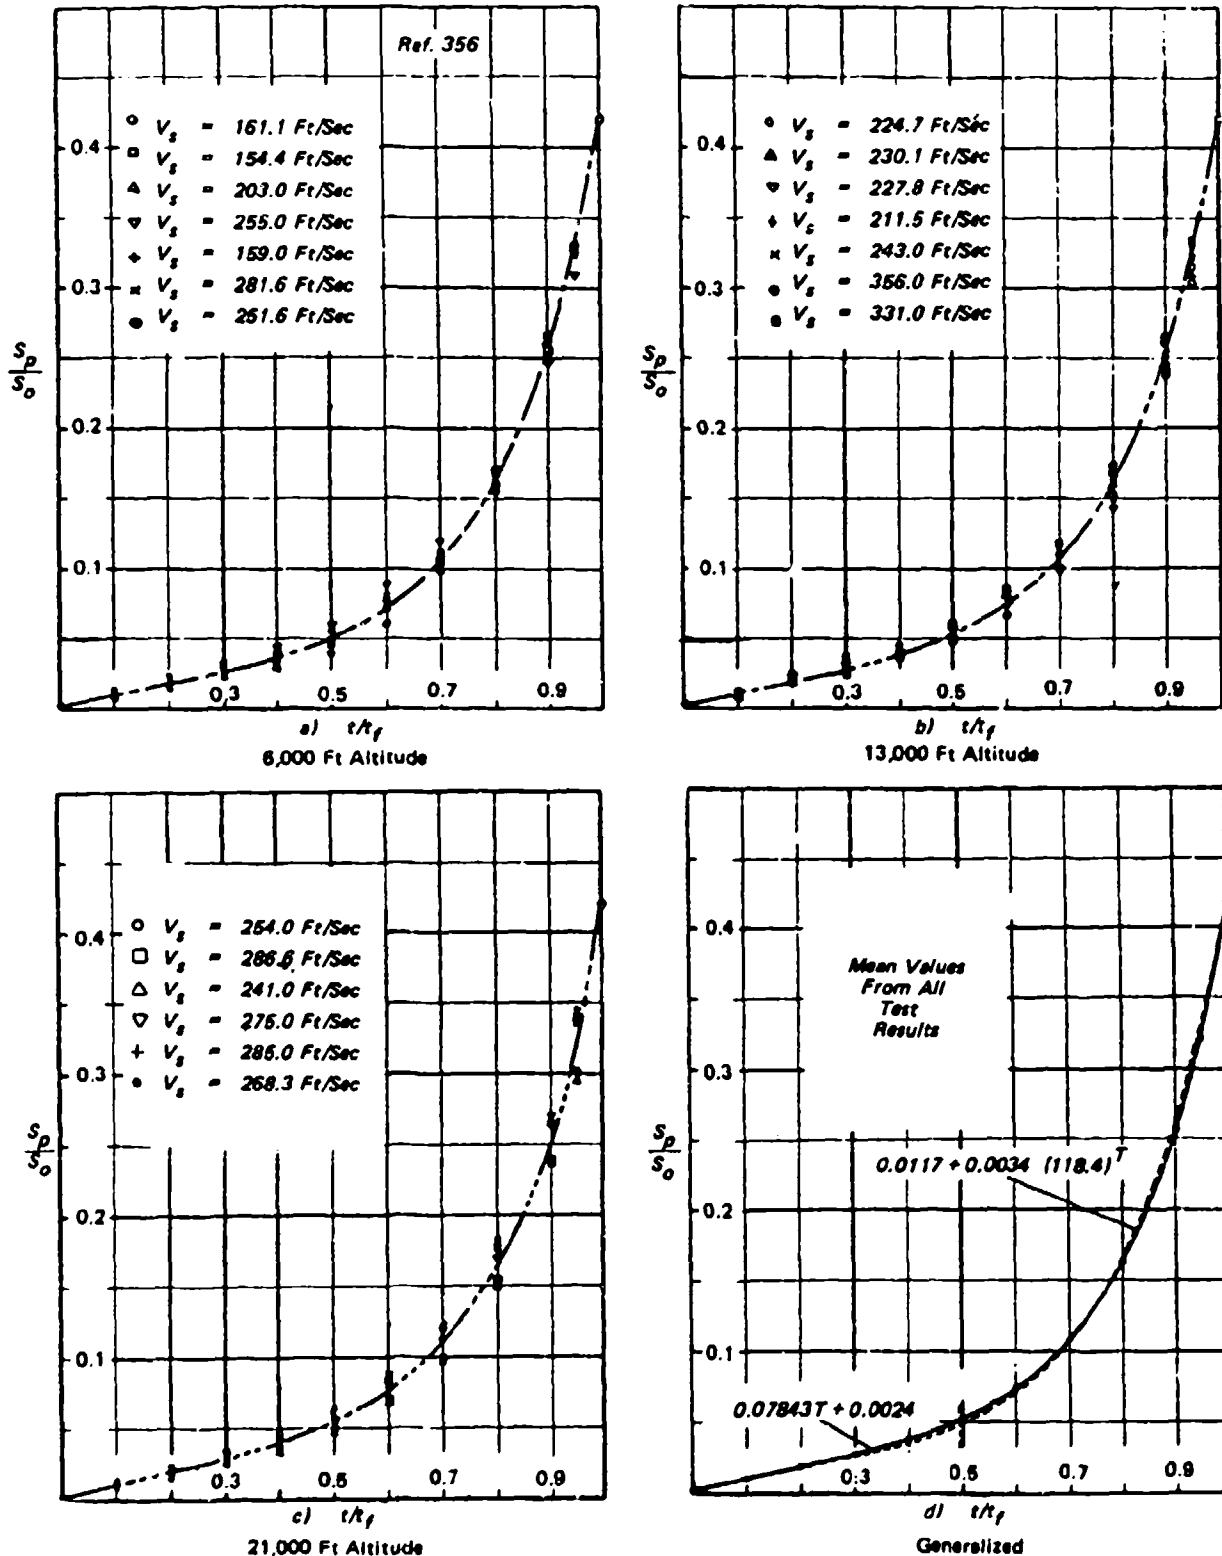 Ref. 356
V_s = 161.1 Ft/Sec
V_s = 154.4 Ft/Sec
V_s = 203.0 Ft/Sec
V_s = 255.0 Ft/Sec
V_s = 159.0 Ft/Sec
V_s = 281.6 Ft/Sec
V_s = 251.6 Ft/Sec
0.4
0.3
S_p/S_o
0.2
0.1
0.3 0.5 0.7 0.9
a) t/t_f
6,000 Ft Altitude
V_s = 224.7 Ft/Sec
V_s = 230.1 Ft/Sec
V_s = 227.8 Ft/Sec
V_s = 211.5 Ft/Sec
V_s = 243.0 Ft/Sec
V_s = 356.0 Ft/Sec
V_s = 331.0 Ft/Sec
0.4
0.3
S_p/S_o
0.2
0.1
0.3 0.5 0.7 0.9
b) t/t_f
13,000 Ft Altitude
V_s = 254.0 Ft/Sec
V_s = 286.6 Ft/Sec
V_s = 241.0 Ft/Sec
V_s = 275.0 Ft/Sec
V_s = 285.0 Ft/Sec
V_s = 268.3 Ft/Sec
0.4
0.3
S_p/S_o
0.2
0.1
0.3 0.5 0.7 0.9
c) t/t_f
21,000 Ft Altitude
Mean Values
From All
Test
Results
0.4
0.3
S_p/S_o
0.0117 + 0.0034 (118.4)^T
0.2
0.1
0.07843T + 0.0024
0.3 0.5 0.7 0.9
d) t/t_f
Generalized